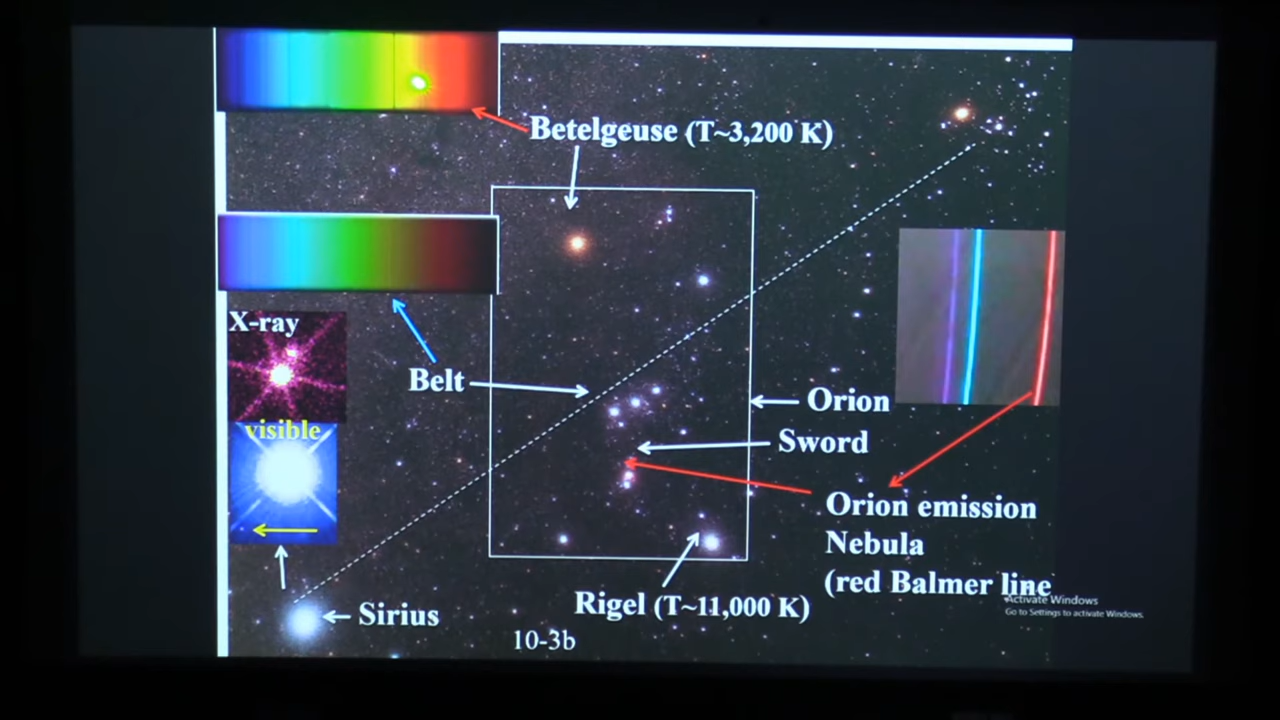 Betelgeuse (T~3,200 K)
X-ray
Belt
Orion
visible
Sword
Orion emission
Nebula
(red Balmer line
Rigel (T~11,000 K)
Sirius
10-3b
Activate Windows
Go to Settings to activate Windows.